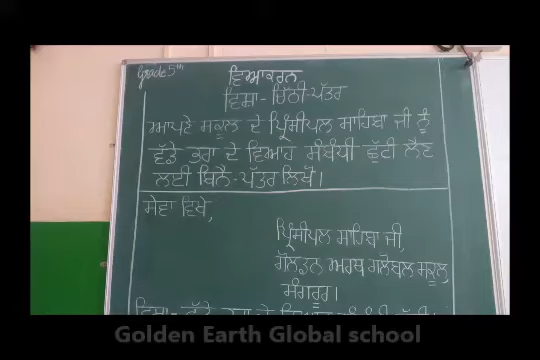 Grade 5th
ਵਿਆਕਰਨ
ਵਿਸ਼ਾ - ਚਿੱਠੀ-ਪੱਤਰ
ਆਪਣੇ ਸਕੂਲ ਦੇ ਪ੍ਰਿੰਸੀਪਲ ਸਾਹਿਬਾ ਜੀ ਨੂੰ
ਵੱਡੇ ਭਰਾ ਦੇ ਵਿਆਹ ਸੰਬੰਧੀ ਛੁੱਟੀ ਲੈਣ
ਲਈ ਬਿਨੈ-ਪੱਤਰ ਲਿਖੋ।
ਸੇਵਾ ਵਿਖੇ,
ਪ੍ਰਿੰਸੀਪਲ ਸਾਹਿਬਾ ਜੀ,
ਗੋਲਡਨ ਅਰਥ ਗਲੋਬਲ ਸਕੂਲ,
ਸੰਗਰੂਰ।
ਵਿਸ਼ਾ - ਵੱਡੇ ਭਰਾ ਦੇ
Golden Earth Global school